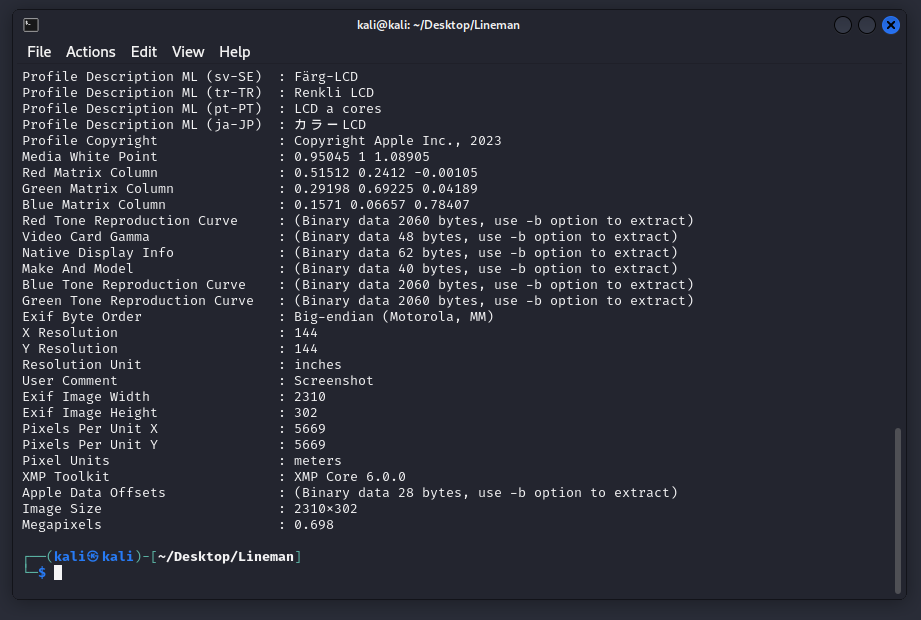 kali@kali: ~/Desktop/Lineman
File Actions Edit View Help
Profile Description ML (sv-SE) : Färg-LCD
Profile Description ML (tr-TR) : Renkli LCD
Profile Description ML (pt-PT) : LCD a cores
Profile Description ML (ja-JP) : カラーLCD
Profile Copyright : Copyright Apple Inc., 2023
Media White Point : 0.95045 1 1.08905
Red Matrix Column : 0.51512 0.2412 -0.00105
Green Matrix Column : 0.29198 0.69225 0.04189
Blue Matrix Column : 0.1571 0.06657 0.78407
Red Tone Reproduction Curve : (Binary data 2060 bytes, use -b option to extract)
Video Card Gamma : (Binary data 48 bytes, use -b option to extract)
Native Display Info : (Binary data 62 bytes, use -b option to extract)
Make And Model : (Binary data 40 bytes, use -b option to extract)
Blue Tone Reproduction Curve : (Binary data 2060 bytes, use -b option to extract)
Green Tone Reproduction Curve : (Binary data 2060 bytes, use -b option to extract)
Exif Byte Order : Big-endian (Motorola, MM)
X Resolution : 144
Y Resolution : 144
Resolution Unit : inches
User Comment : Screenshot
Exif Image Width : 2310
Exif Image Height : 302
Pixels Per Unit X : 5669
Pixels Per Unit Y : 5669
Pixel Units : meters
XMP Toolkit : XMP Core 6.0.0
Apple Data Offsets : (Binary data 28 bytes, use -b option to extract)
Image Size : 2310×302
Megapixels : 0.698
┌──(kali㉿kali)-[~/Desktop/Lineman]
└─$